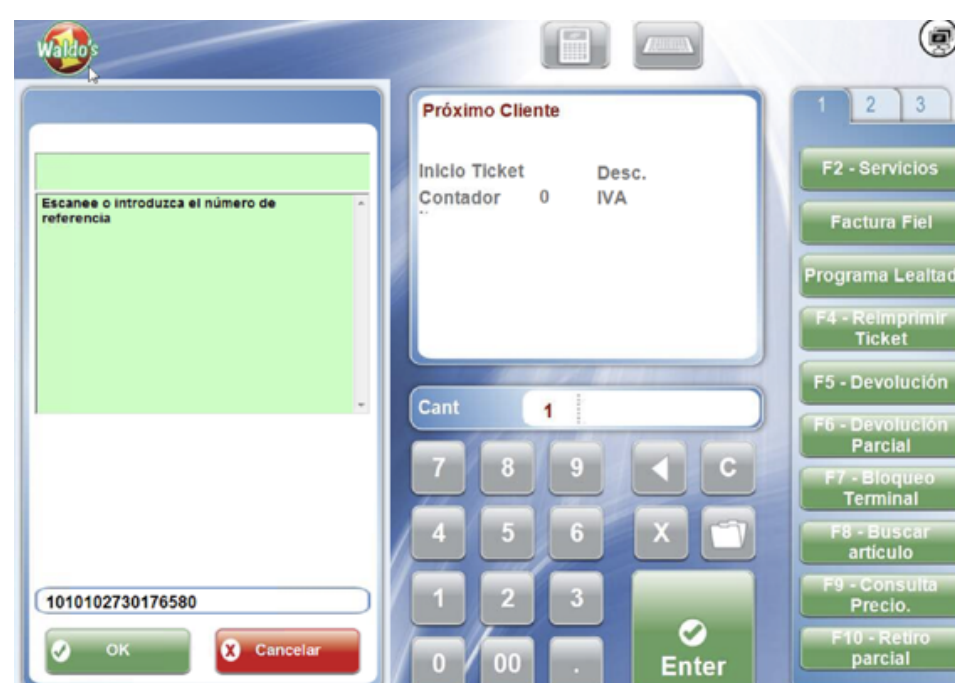 Waldo's
Escanee o introduzca el número de
referencia
1010102730176580
OK
Cancelar
Próximo Cliente
Inicio Ticket Desc.
Contador 0 IVA
Cant 1
7 8 9 C
4 5 6 X
1 2 3
0 00 .
Enter
1 2 3
F2 - Servicios
Factura Fiel
Programa Lealtad
F4 - Reimprimir
Ticket
F5 - Devolución
F6 - Devolución
Parcial
F7 - Bloqueo
Terminal
F8 - Buscar
artículo
F9 - Consulta
Precio.
F10 - Retiro
parcial